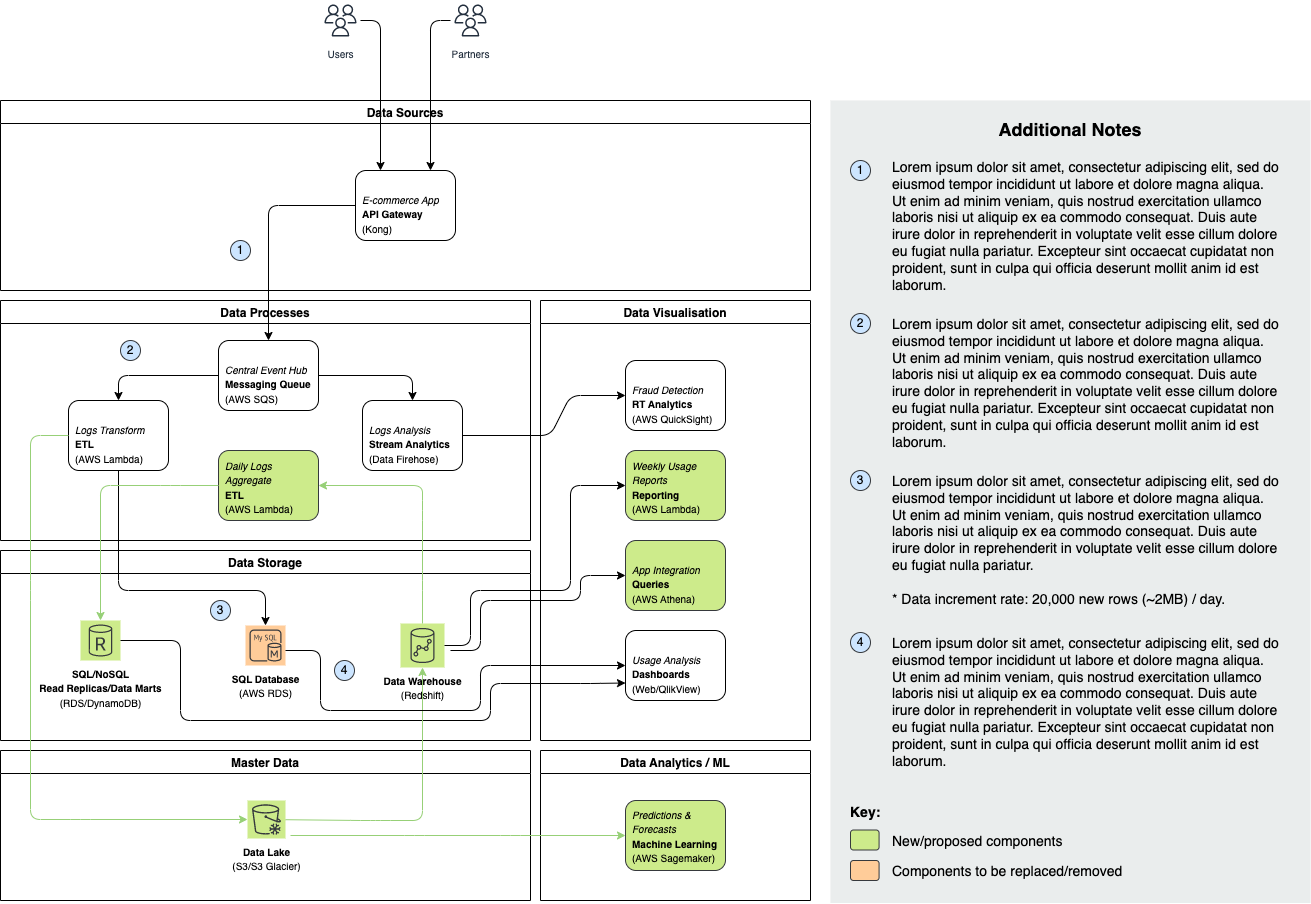 Users
Partners
Data Sources
E-commerce App
API Gateway
(Kong)
1
Data Processes
2
Central Event Hub
Messaging Queue
(AWS SQS)
Logs Transform
ETL
(AWS Lambda)
Logs Analysis
Stream Analytics
(Data Firehose)
Daily Logs
Aggregate
ETL
(AWS Lambda)
Data Visualisation
Fraud Detection
RT Analytics
(AWS QuickSight)
Weekly Usage
Reports
Reporting
(AWS Lambda)
App Integration
Queries
(AWS Athena)
Usage Analysis
Dashboards
(Web/QlikView)
Data Storage
3
R
SQL/NoSQL
Read Replicas/Data Marts
(RDS/DynamoDB)
My SQL
M
SQL Database
(AWS RDS)
4
Data Warehouse
(Redshift)
Master Data
Data Lake
(S3/S3 Glacier)
Data Analytics / ML
Predictions &
Forecasts
Machine Learning
(AWS Sagemaker)
Additional Notes
1
Lorem ipsum dolor sit amet, consectetur adipiscing elit, sed do
eiusmod tempor incididunt ut labore et dolore magna aliqua.
Ut enim ad minim veniam, quis nostrud exercitation ullamco
laboris nisi ut aliquip ex ea commodo consequat. Duis aute
irure dolor in reprehenderit in voluptate velit esse cillum dolore
eu fugiat nulla pariatur. Excepteur sint occaecat cupidatat non
proident, sunt in culpa qui officia deserunt mollit anim id est
laborum.
2
Lorem ipsum dolor sit amet, consectetur adipiscing elit, sed do
eiusmod tempor incididunt ut labore et dolore magna aliqua.
Ut enim ad minim veniam, quis nostrud exercitation ullamco
laboris nisi ut aliquip ex ea commodo consequat. Duis aute
irure dolor in reprehenderit in voluptate velit esse cillum dolore
eu fugiat nulla pariatur. Excepteur sint occaecat cupidatat non
proident, sunt in culpa qui officia deserunt mollit anim id est
laborum.
3
Lorem ipsum dolor sit amet, consectetur adipiscing elit, sed do
eiusmod tempor incididunt ut labore et dolore magna aliqua.
Ut enim ad minim veniam, quis nostrud exercitation ullamco
laboris nisi ut aliquip ex ea commodo consequat. Duis aute
irure dolor in reprehenderit in voluptate velit esse cillum dolore
eu fugiat nulla pariatur.
* Data increment rate: 20,000 new rows (~2MB) / day.
4
Lorem ipsum dolor sit amet, consectetur adipiscing elit, sed do
eiusmod tempor incididunt ut labore et dolore magna aliqua.
Ut enim ad minim veniam, quis nostrud exercitation ullamco
laboris nisi ut aliquip ex ea commodo consequat. Duis aute
irure dolor in reprehenderit in voluptate velit esse cillum dolore
eu fugiat nulla pariatur. Excepteur sint occaecat cupidatat non
proident, sunt in culpa qui officia deserunt mollit anim id est
laborum.
Key:
New/proposed components
Components to be replaced/removed